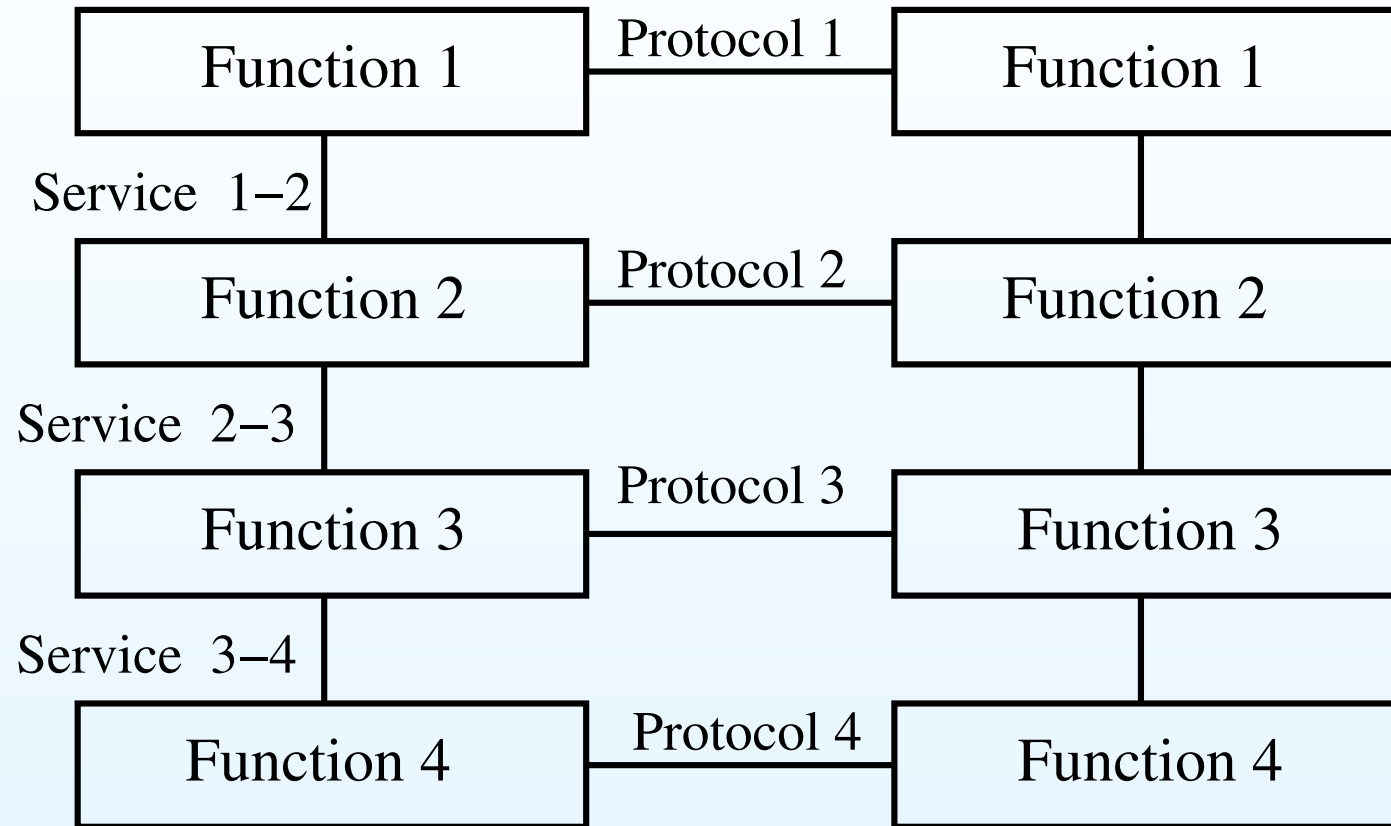 Function 1
Protocol 1
Function 1
Service 1–2
Function 2
Protocol 2
Function 2
Service 2–3
Function 3
Protocol 3
Function 3
Service 3–4
Function 4
Protocol 4
Function 4